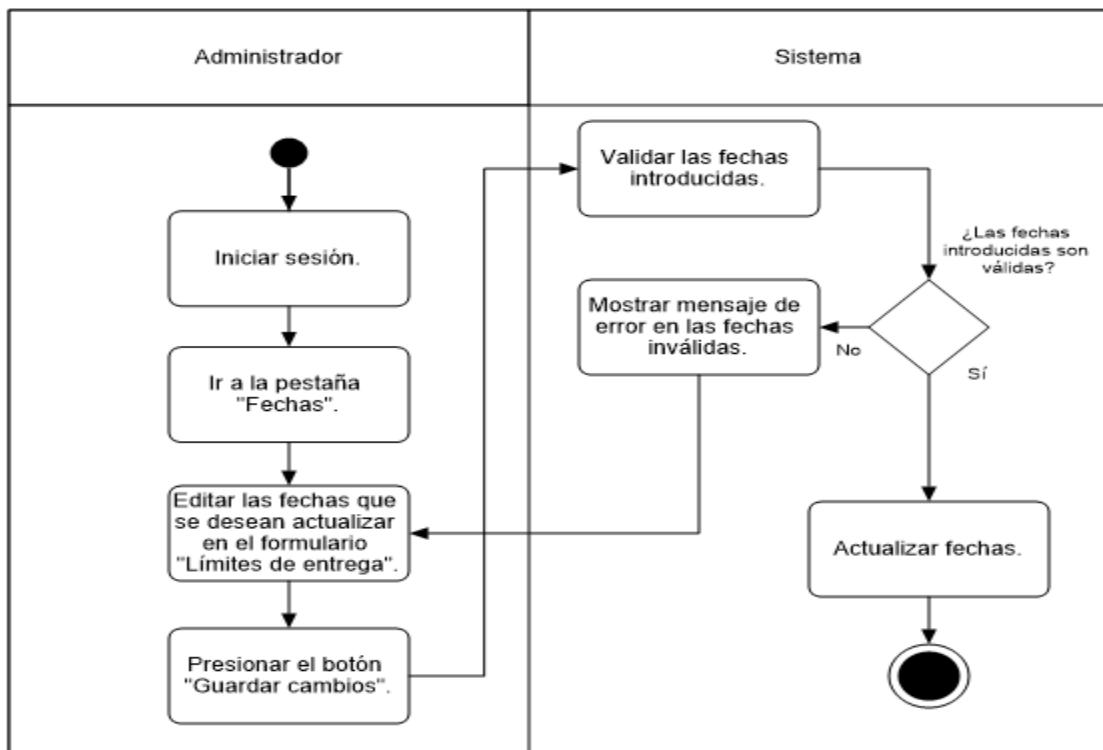 Administrador
Sistema
Iniciar sesión.
Ir a la pestaña
"Fechas".
Editar las fechas que
se desean actualizar
en el formulario
"Límites de entrega".
Presionar el botón
"Guardar cambios".
Validar las fechas
introducidas.
¿Las fechas
introducidas son
válidas?
Mostrar mensaje de
error en las fechas
inválidas.
No
Sí
Actualizar fechas.